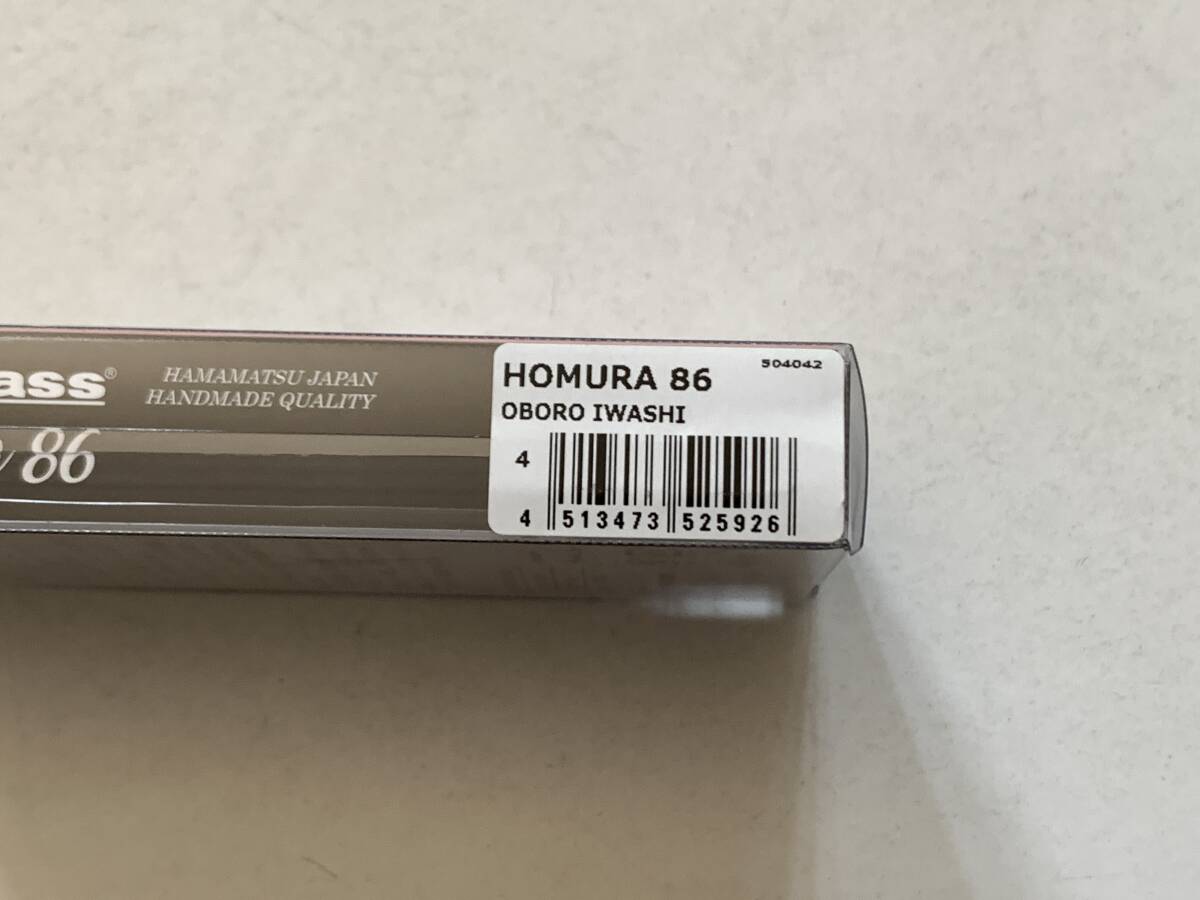 ass®
HAMAMATSU JAPAN
HANDMADE QUALITY
86
HOMURA 86
504042
OBORO IWASHI
4
4 513473 525926